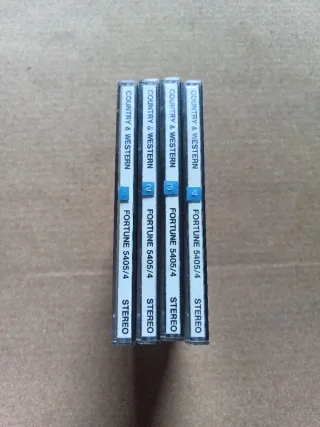 COUNTRY & WESTERN FORTUNE 5405/4 STEREO
COUNTRY & WESTERN 2 FORTUNE 5405/4 STEREO
COUNTRY & WESTERN 3 FORTUNE 5405/4 STEREO
COUNTRY & WESTERN 4 FORTUNE 5405/4 STEREO